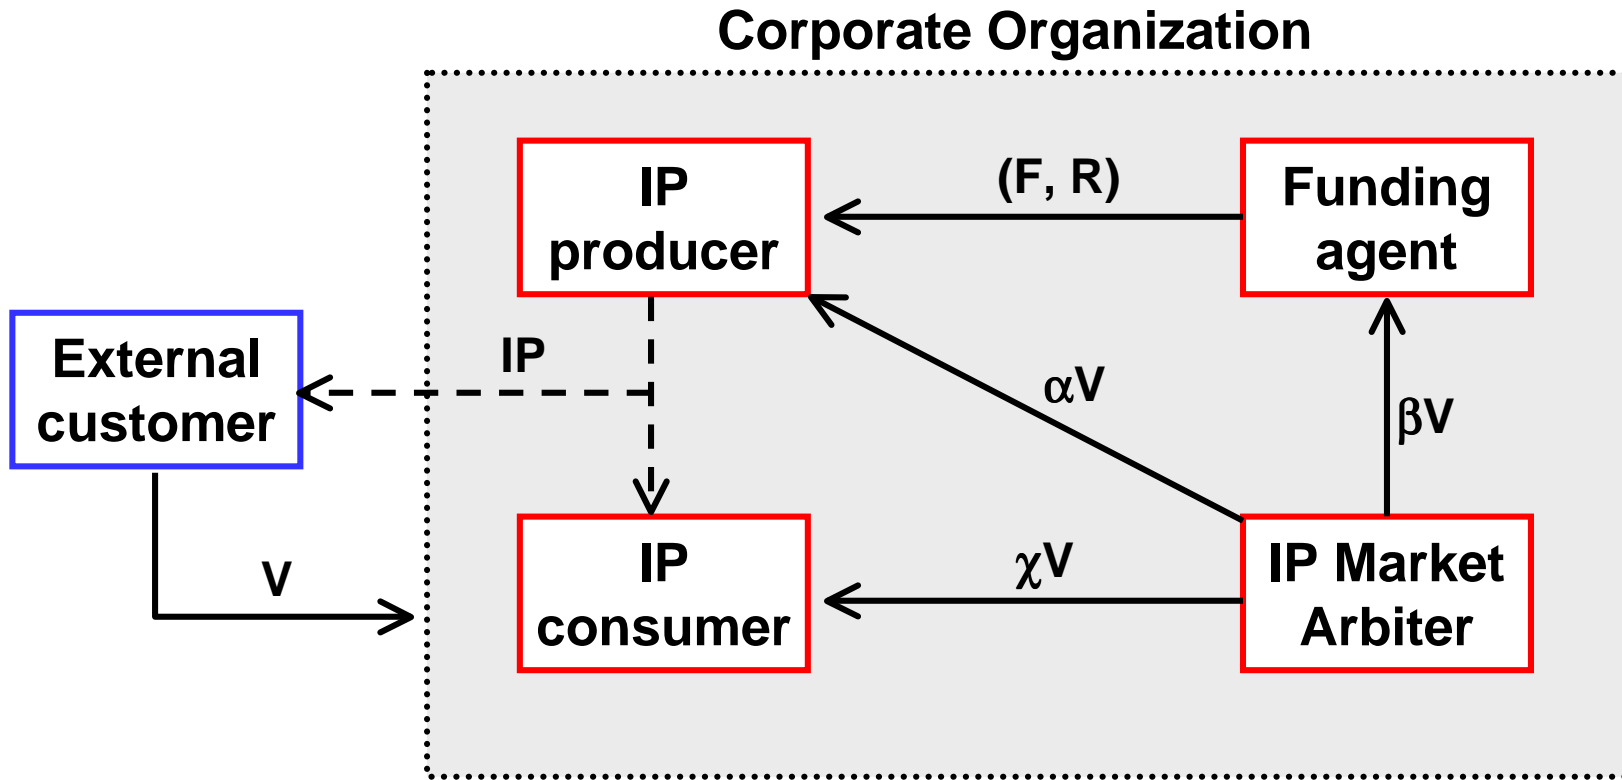 Corporate Organization
IP
producer
(F, R)
Funding
agent
External
customer
IP
αV
βV
V
IP
consumer
χV
IP Market
Arbiter